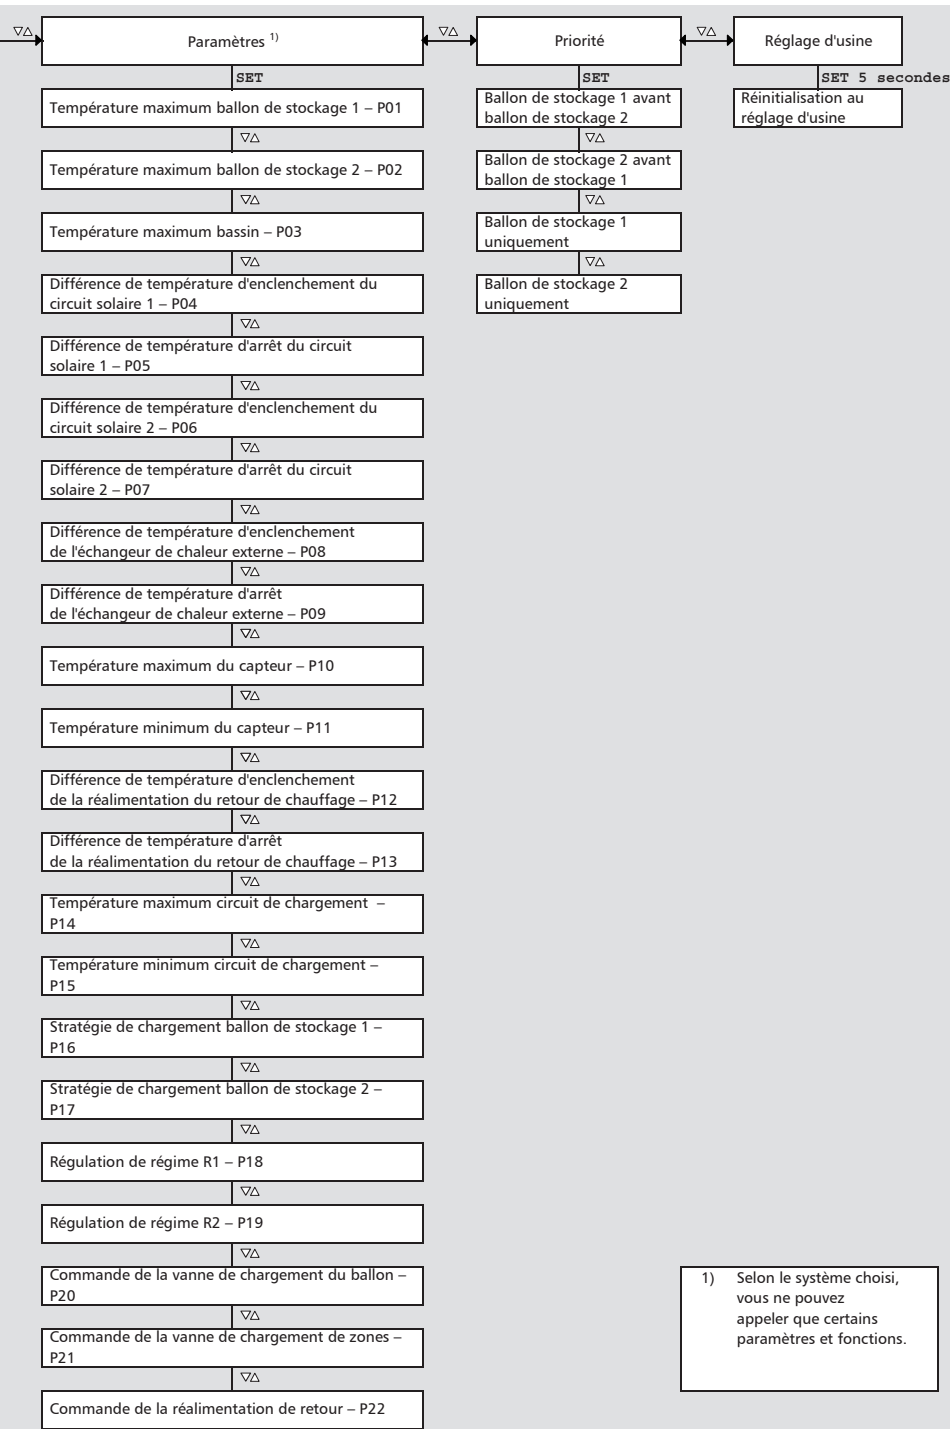 ▽△
Paramètres 1)
▽△
Priorité
▽△
Réglage d'usine
SET
SET
SET 5 secondes
Température maximum ballon de stockage 1 – P01
▽△
Température maximum ballon de stockage 2 – P02
▽△
Température maximum bassin – P03
▽△
Différence de température d'enclenchement du
circuit solaire 1 – P04
▽△
Différence de température d'arrêt du circuit
solaire 1 – P05
▽△
Différence de température d'enclenchement du
circuit solaire 2 – P06
▽△
Différence de température d'arrêt du circuit
solaire 2 – P07
▽△
Différence de température d'enclenchement
de l'échangeur de chaleur externe – P08
▽△
Différence de température d'arrêt
de l'échangeur de chaleur externe – P09
▽△
Température maximum du capteur – P10
▽△
Température minimum du capteur – P11
▽△
Différence de température d'enclenchement
de la réalimentation du retour de chauffage – P12
▽△
Différence de température d'arrêt
de la réalimentation du retour de chauffage – P13
▽△
Température maximum circuit de chargement –
P14
▽△
Température minimum circuit de chargement –
P15
▽△
Stratégie de chargement ballon de stockage 1 –
P16
▽△
Stratégie de chargement ballon de stockage 2 –
P17
▽△
Régulation de régime R1 – P18
▽△
Régulation de régime R2 – P19
▽△
Commande de la vanne de chargement du ballon –
P20
▽△
Commande de la vanne de chargement de zones –
P21
▽△
Commande de la réalimentation de retour – P22
Ballon de stockage 1 avant
ballon de stockage 2
▽△
Ballon de stockage 2 avant
ballon de stockage 1
▽△
Ballon de stockage 1
uniquement
▽△
Ballon de stockage 2
uniquement
Réinitialisation au
réglage d'usine
1) Selon le système choisi,
vous ne pouvez
appeler que certains
paramètres et fonctions.